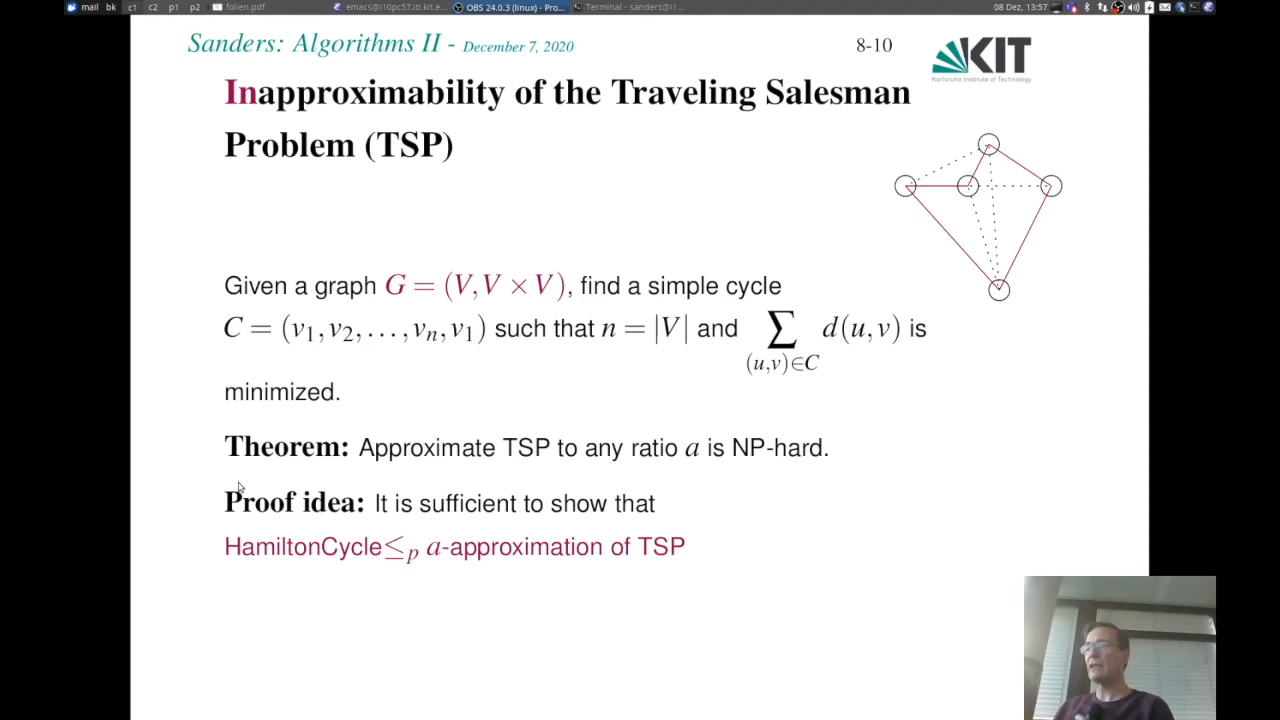 mail bk c1 c2 p1 p2 folien.pdf emacs@i10pc57.iti.kit.e... OBS 24.0.3 (linux) - Pro... Terminal - sanders@i1... 08 Dez, 13:57
Sanders: Algorithms II - December 7, 2020 8-10
KIT
Karlsruhe Institute of Technology
Inapproximability of the Traveling Salesman
Problem (TSP)
Given a graph G = (V, V × V), find a simple cycle
C = (v₁, v₂, . . . , vₙ, v₁) such that n = |V| and ∑ d(u, v) is
(u,v)∈C
minimized.
Theorem: Approximate TSP to any ratio a is NP-hard.
Proof idea: It is sufficient to show that
HamiltonCycle≤ₚ a-approximation of TSP